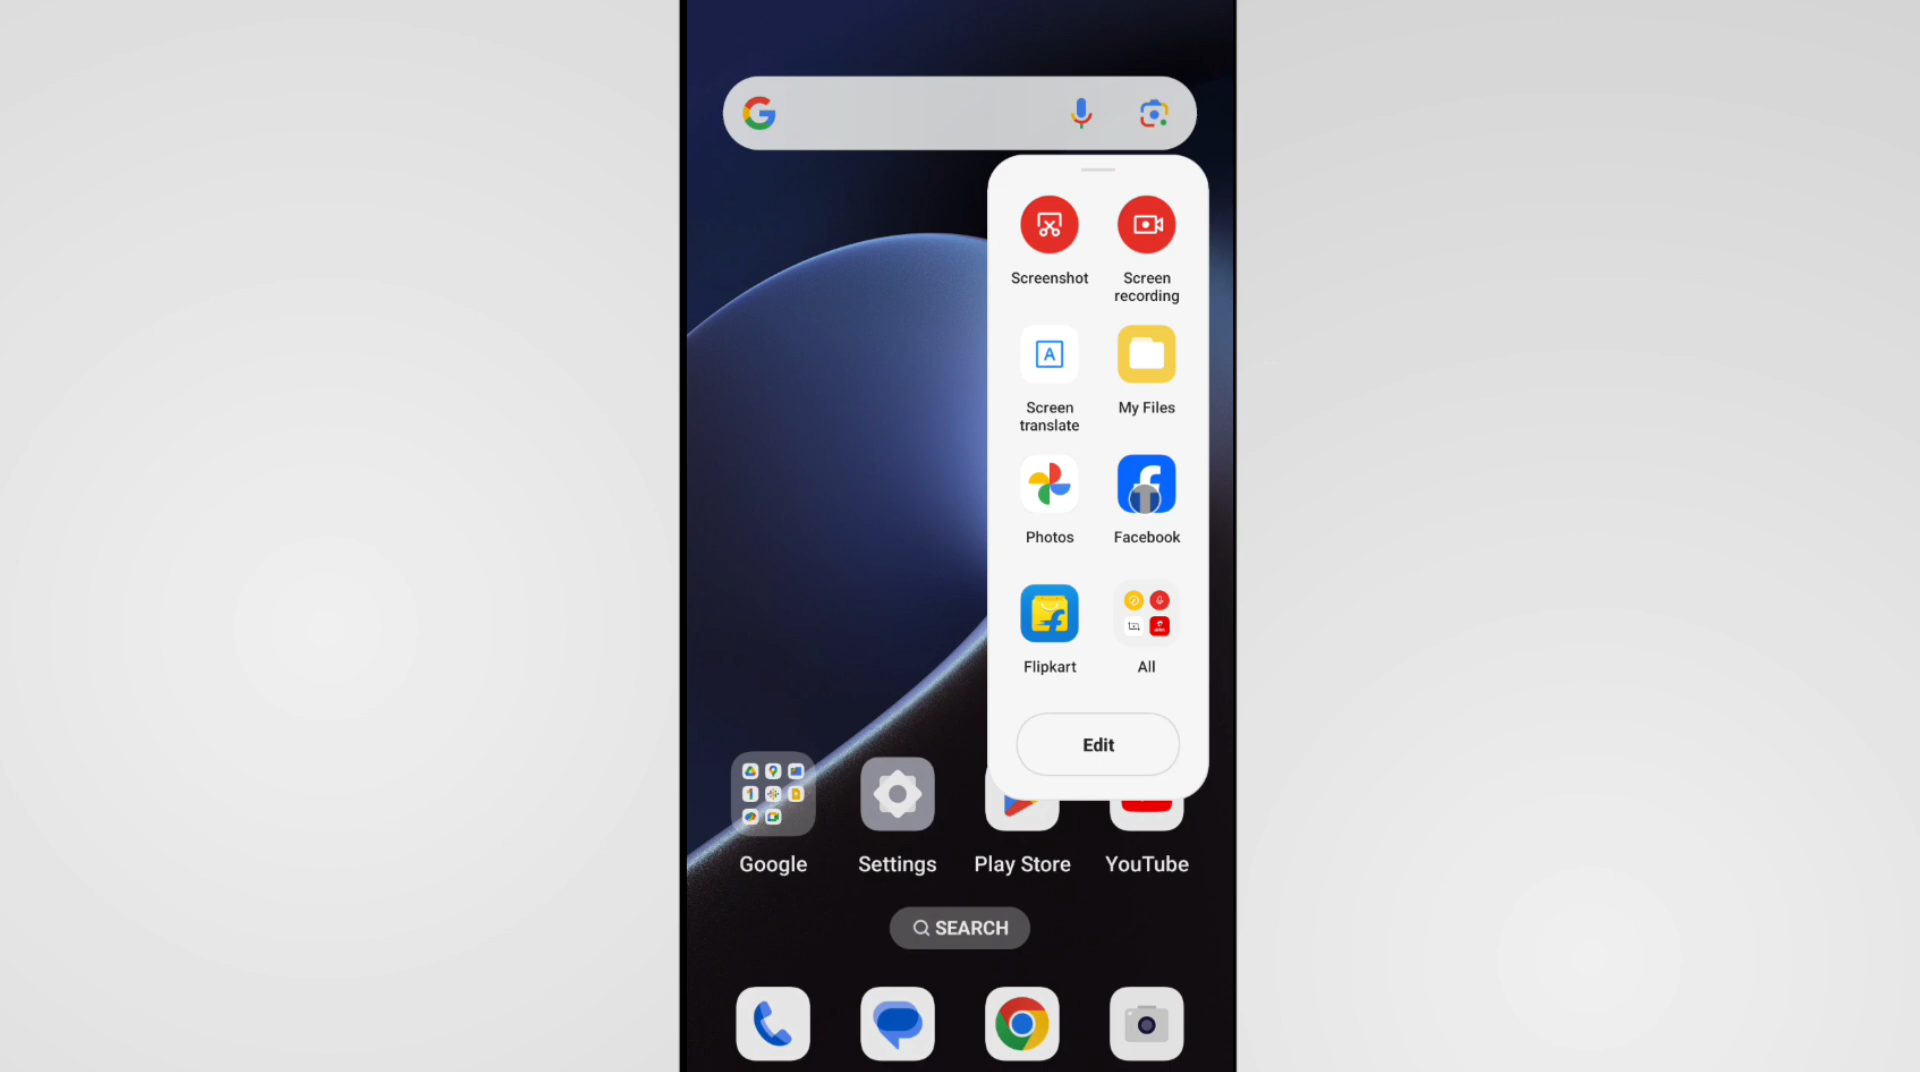 Screenshot
Screen
recording
Screen
translate
My Files
Photos
Facebook
Flipkart
All
Edit
Google
Settings
Play Store
YouTube
SEARCH